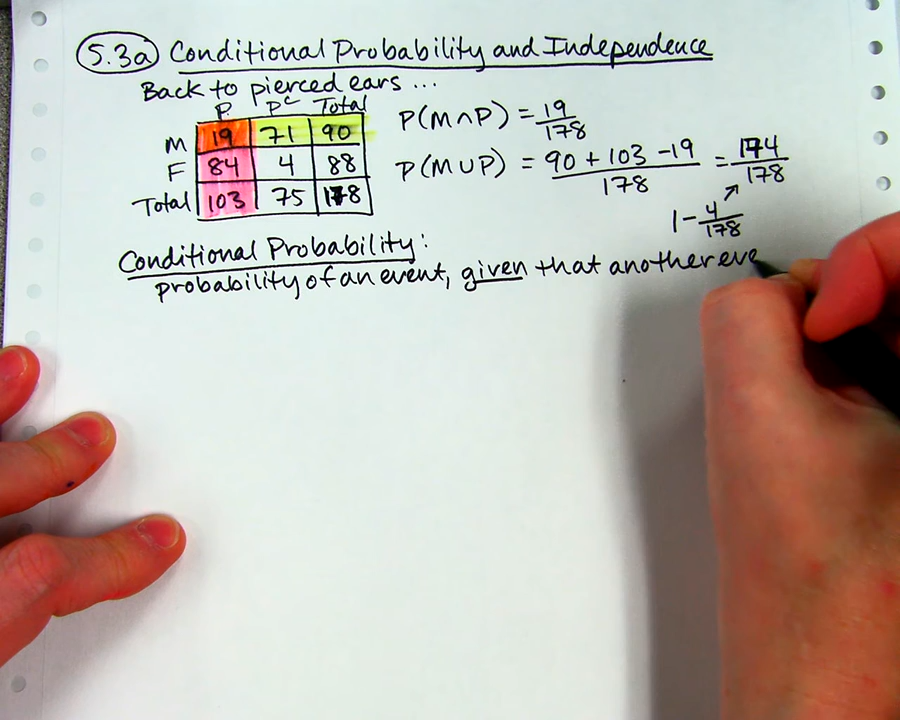 5.3a Conditional Probability and Independence
Back to pierced ears ...
P Pᶜ Total
M 19 71 90
F 84 4 88
Total 103 75 178
P(M∩P) = 19/178
P(M∪P) = 90 + 103 - 19/178 = 174/178
1 - 4/178
Conditional Probability:
probability of an event, given that another eve